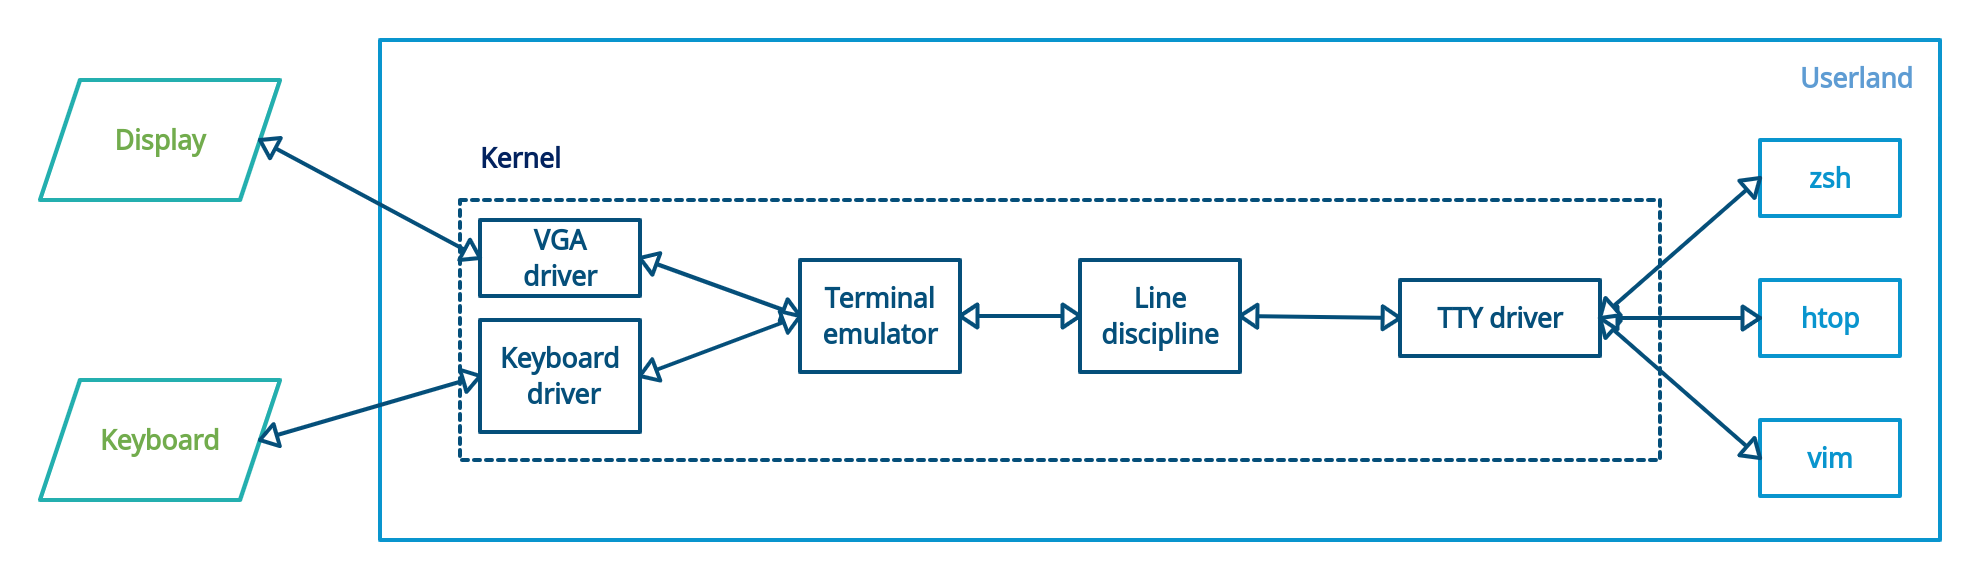 Userland
Display
Kernel
zsh
VGA
driver
Terminal
emulator
Line
discipline
TTY driver
htop
Keyboard
driver
Keyboard
vim